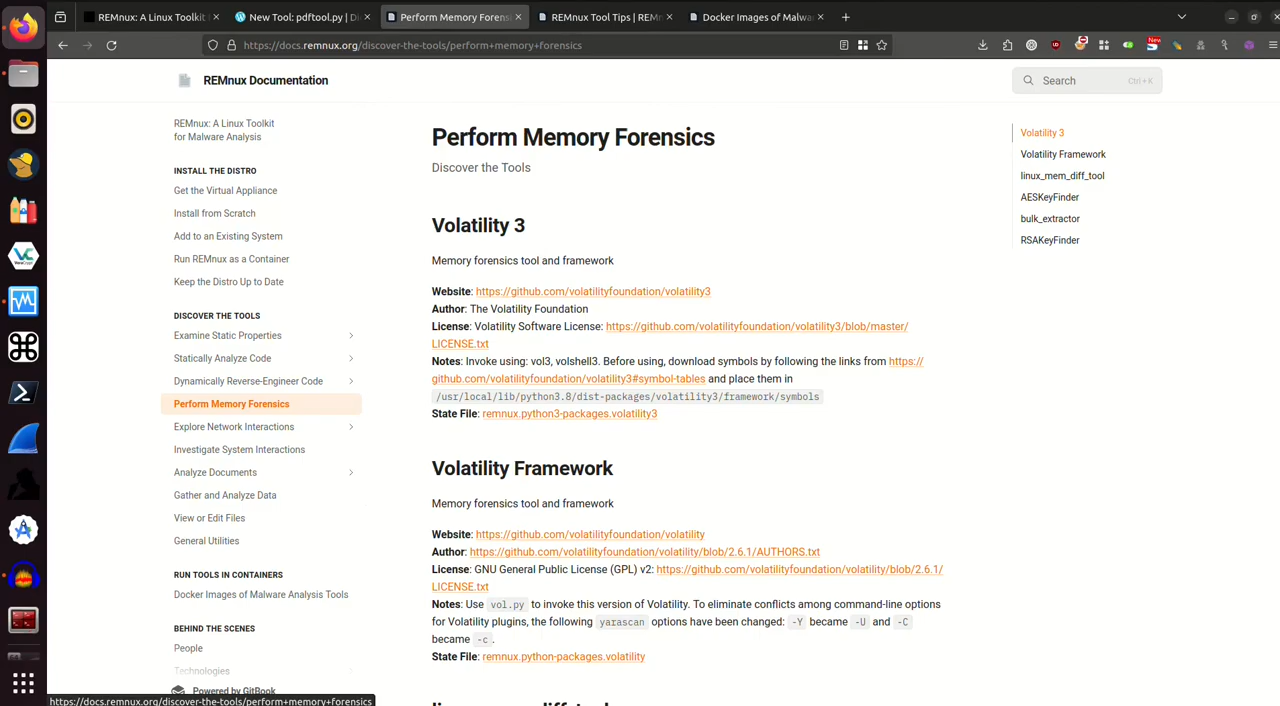 REMnux: A Linux Toolkit
New Tool: pdftool.py | Di
Perform Memory Forensi
REMnux Tool Tips | REM
Docker Images of Malwa
https://docs.remnux.org/discover-the-tools/perform+memory+forensics
New
REMnux Documentation
Search
Ctrl+K
REMnux: A Linux Toolkit
for Malware Analysis
INSTALL THE DISTRO
Get the Virtual Appliance
Install from Scratch
Add to an Existing System
Run REMnux as a Container
Keep the Distro Up to Date
DISCOVER THE TOOLS
Examine Static Properties
Statically Analyze Code
Dynamically Reverse-Engineer Code
Perform Memory Forensics
Explore Network Interactions
Investigate System Interactions
Analyze Documents
Gather and Analyze Data
View or Edit Files
General Utilities
RUN TOOLS IN CONTAINERS
Docker Images of Malware Analysis Tools
BEHIND THE SCENES
People
Technologies
Powered by GitBook
https://docs.remnux.org/discover-the-tools/perform+memory+forensics
Perform Memory Forensics
Discover the Tools
Volatility 3
Memory forensics tool and framework
Website: https://github.com/volatilityfoundation/volatility3
Author: The Volatility Foundation
License: Volatility Software License: https://github.com/volatilityfoundation/volatility3/blob/master/
LICENSE.txt
Notes: Invoke using: vol3, volshell3. Before using, download symbols by following the links from https://
github.com/volatilityfoundation/volatility3#symbol-tables and place them in
/usr/local/lib/python3.8/dist-packages/volatility3/framework/symbols
State File: remnux.python3-packages.volatility3
Volatility Framework
Memory forensics tool and framework
Website: https://github.com/volatilityfoundation/volatility
Author: https://github.com/volatilityfoundation/volatility/blob/2.6.1/AUTHORS.txt
License: GNU General Public License (GPL) v2: https://github.com/volatilityfoundation/volatility/blob/2.6.1/
LICENSE.txt
Notes: Use vol.py to invoke this version of Volatility. To eliminate conflicts among command-line options
for Volatility plugins, the following yarascan options have been changed: -Y became -U and -C
became -c.
State File: remnux.python-packages.volatility
Volatility 3
Volatility Framework
linux_mem_diff_tool
AESKeyFinder
bulk_extractor
RSAKeyFinder